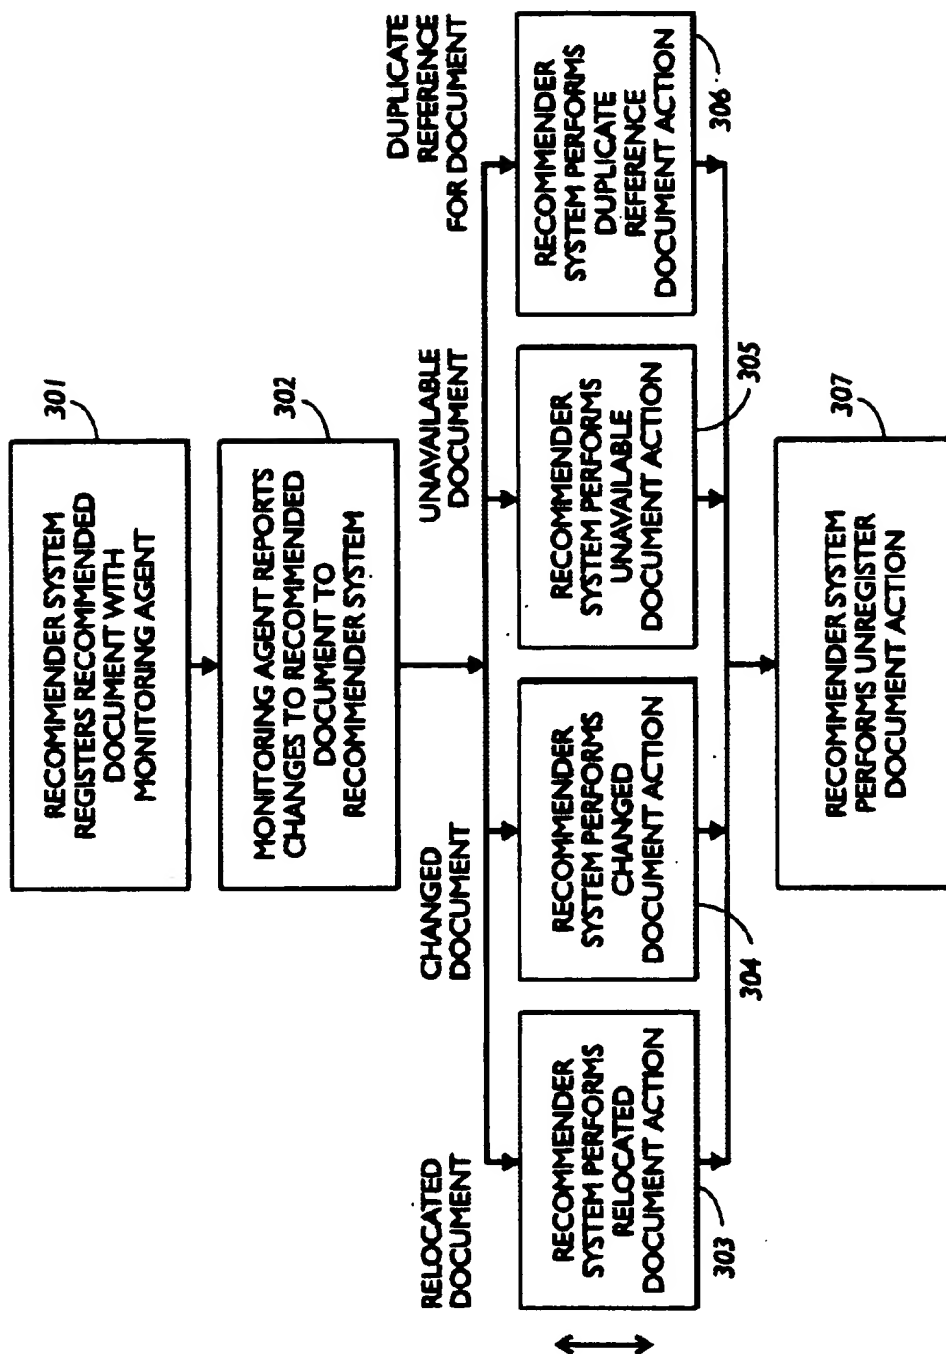 301
RECOMMENDER SYSTEM
REGISTERS RECOMMENDED
DOCUMENT WITH
MONITORING AGENT
302
MONITORING AGENT REPORTS
CHANGES TO RECOMMENDED
DOCUMENT TO
RECOMMENDER SYSTEM
RELOCATED
DOCUMENT
CHANGED
DOCUMENT
UNAVAILABLE
DOCUMENT
DUPLICATE
REFERENCE
FOR DOCUMENT
RECOMMENDER
SYSTEM PERFORMS
RELOCATED
DOCUMENT ACTION
303
RECOMMENDER
SYSTEM PERFORMS
CHANGED
DOCUMENT ACTION
304
RECOMMENDER
SYSTEM PERFORMS
UNAVAILABLE
DOCUMENT ACTION
305
RECOMMENDER
SYSTEM PERFORMS
DUPLICATE
REFERENCE
DOCUMENT ACTION
306
307
RECOMMENDER SYSTEM
PERFORMS UNREGISTER
DOCUMENT ACTION